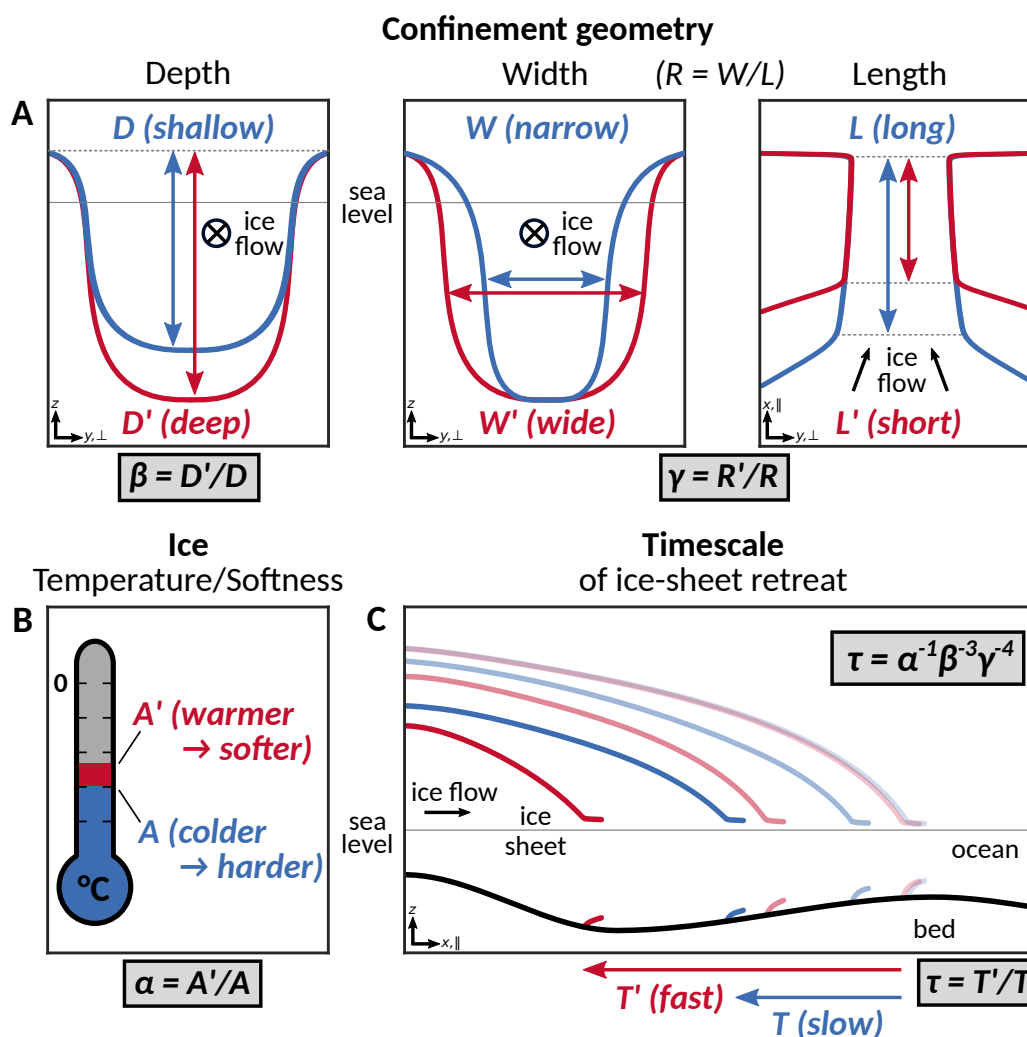 Confinement geometry
Depth
Width
(R = W/L)
Length
A
D (shallow)
W (narrow)
L (long)
sea
level
ice
flow
ice
flow
ice
flow
D' (deep)
W' (wide)
L' (short)
z
y,⊥
z
y,⊥
x,∥
y,⊥
β = D'/D
γ = R'/R
Ice
Temperature/Softness
Timescale
of ice-sheet retreat
B
0
A' (warmer
→ softer)
A (colder
→ harder)
°C
α = A'/A
C
τ = α⁻¹β⁻³γ⁻⁴
ice flow
ice
sheet
sea
level
ocean
bed
z
x,∥
T' (fast)
T (slow)
τ = T'/T